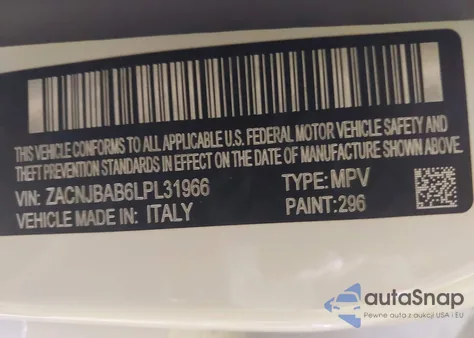 THIS VEHICLE CONFORMS TO ALL APPLICABLE U.S. FEDERAL MOTOR VEHICLE SAFETY AND
THEFT PREVENTION STANDARDS IN EFFECT ON THE DATE OF MANUFACTURE SHOWN ABOVE.
VIN: ZACNJBAB6LPL31966 TYPE: MPV
VEHICLE MADE IN: ITALY PAINT: 296
autaSnap
Pewne auta z aukcji USA i EU